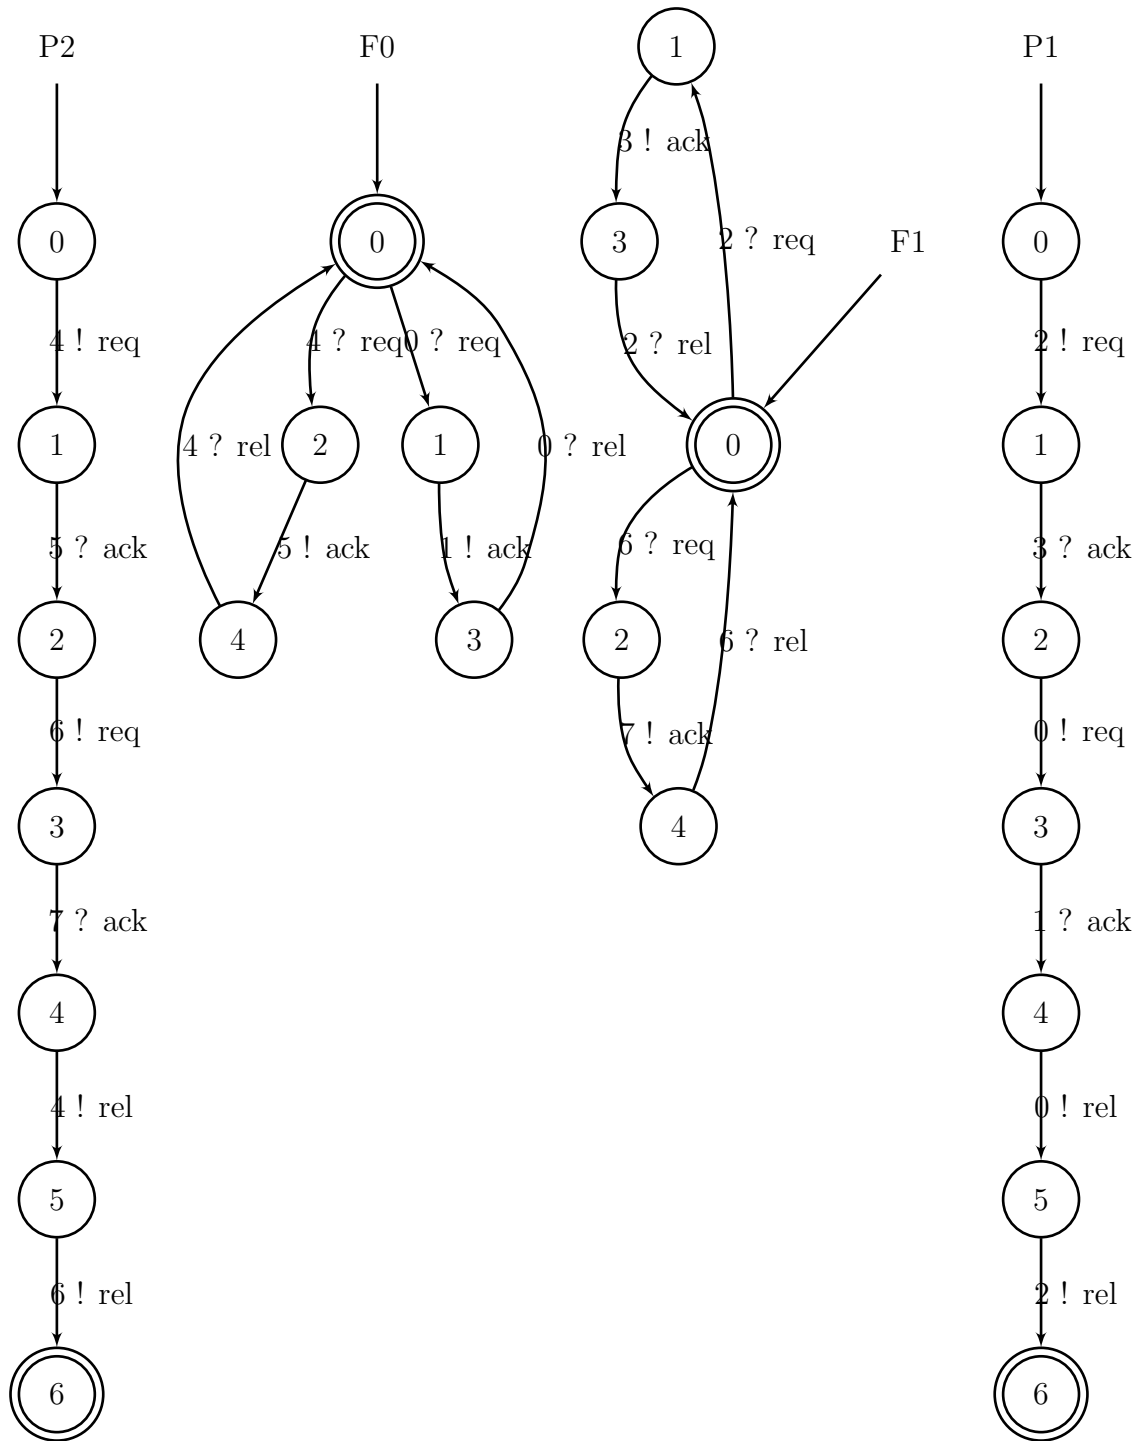 P2
0
4 ! req
1
5 ? ack
2
6 ! req
3
7 ? ack
4
4 ! rel
5
6 ! rel
6
F0
0
4 ? req
0 ? req
4 ? rel
2
1
0 ? rel
5 ! ack
1 ! ack
4
3
1
3 ! ack
3
2 ? req
F1
2 ? rel
0
6 ? req
2
6 ? rel
7 ! ack
4
P1
0
2 ! req
1
3 ? ack
2
0 ! req
3
1 ? ack
4
0 ! rel
5
2 ! rel
6